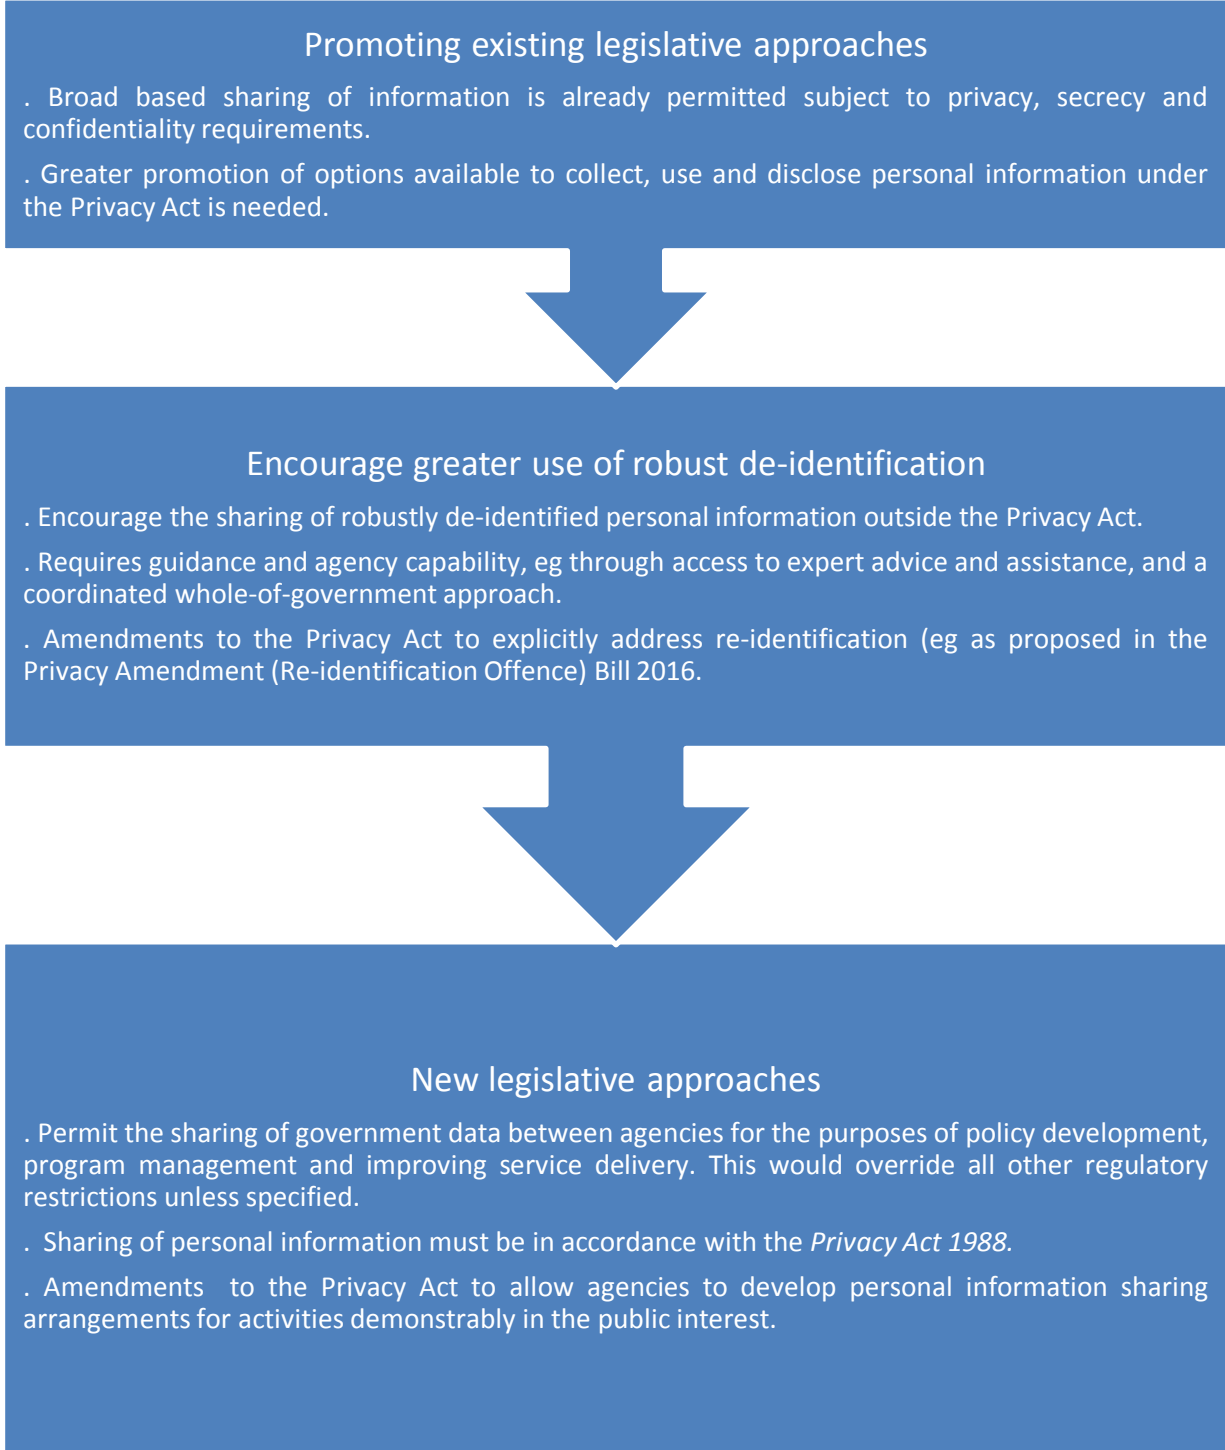 Promoting existing legislative approaches
. Broad based sharing of information is already permitted subject to privacy, secrecy and
confidentiality requirements.
. Greater promotion of options available to collect, use and disclose personal information under
the Privacy Act is needed.
Encourage greater use of robust de-identification
. Encourage the sharing of robustly de-identified personal information outside the Privacy Act.
. Requires guidance and agency capability, eg through access to expert advice and assistance, and a
coordinated whole-of-government approach.
. Amendments to the Privacy Act to explicitly address re-identification (eg as proposed in the
Privacy Amendment (Re-identification Offence) Bill 2016.
New legislative approaches
. Permit the sharing of government data between agencies for the purposes of policy development,
program management and improving service delivery. This would override all other regulatory
restrictions unless specified.
. Sharing of personal information must be in accordance with the Privacy Act 1988.
. Amendments to the Privacy Act to allow agencies to develop personal information sharing
arrangements for activities demonstrably in the public interest.